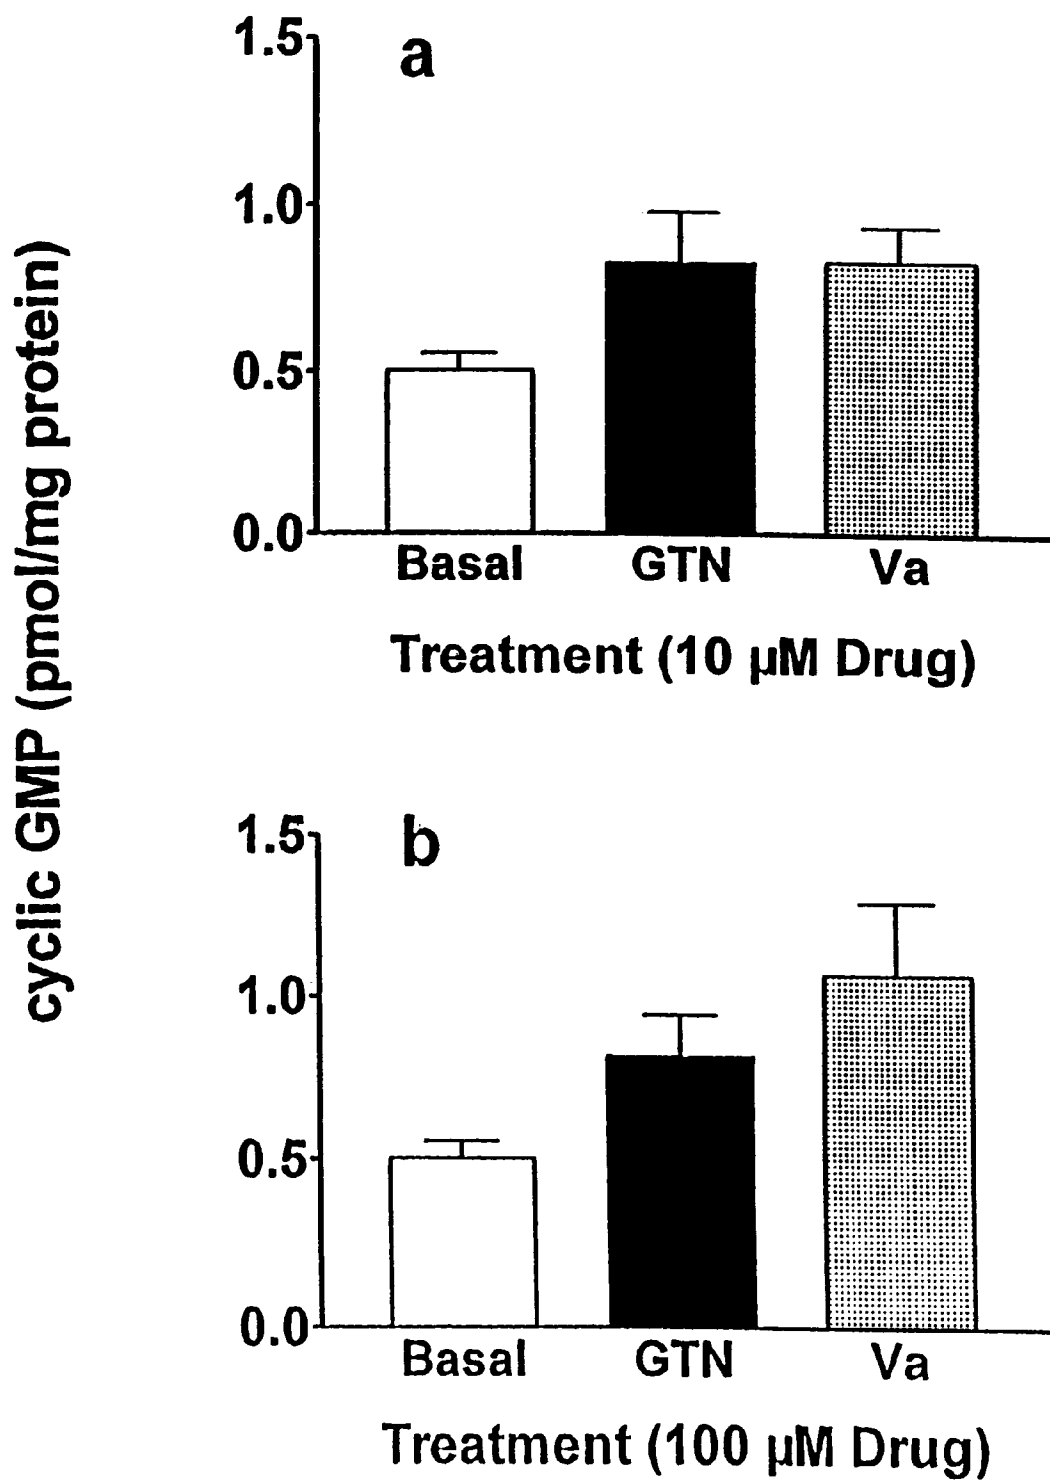 cyclic GMP (pmol/mg protein)
a
1.5
1.0
0.5
0.0
Basal GTN Va
Treatment (10 µM Drug)
b
1.5
1.0
0.5
0.0
Basal GTN Va
Treatment (100 µM Drug)